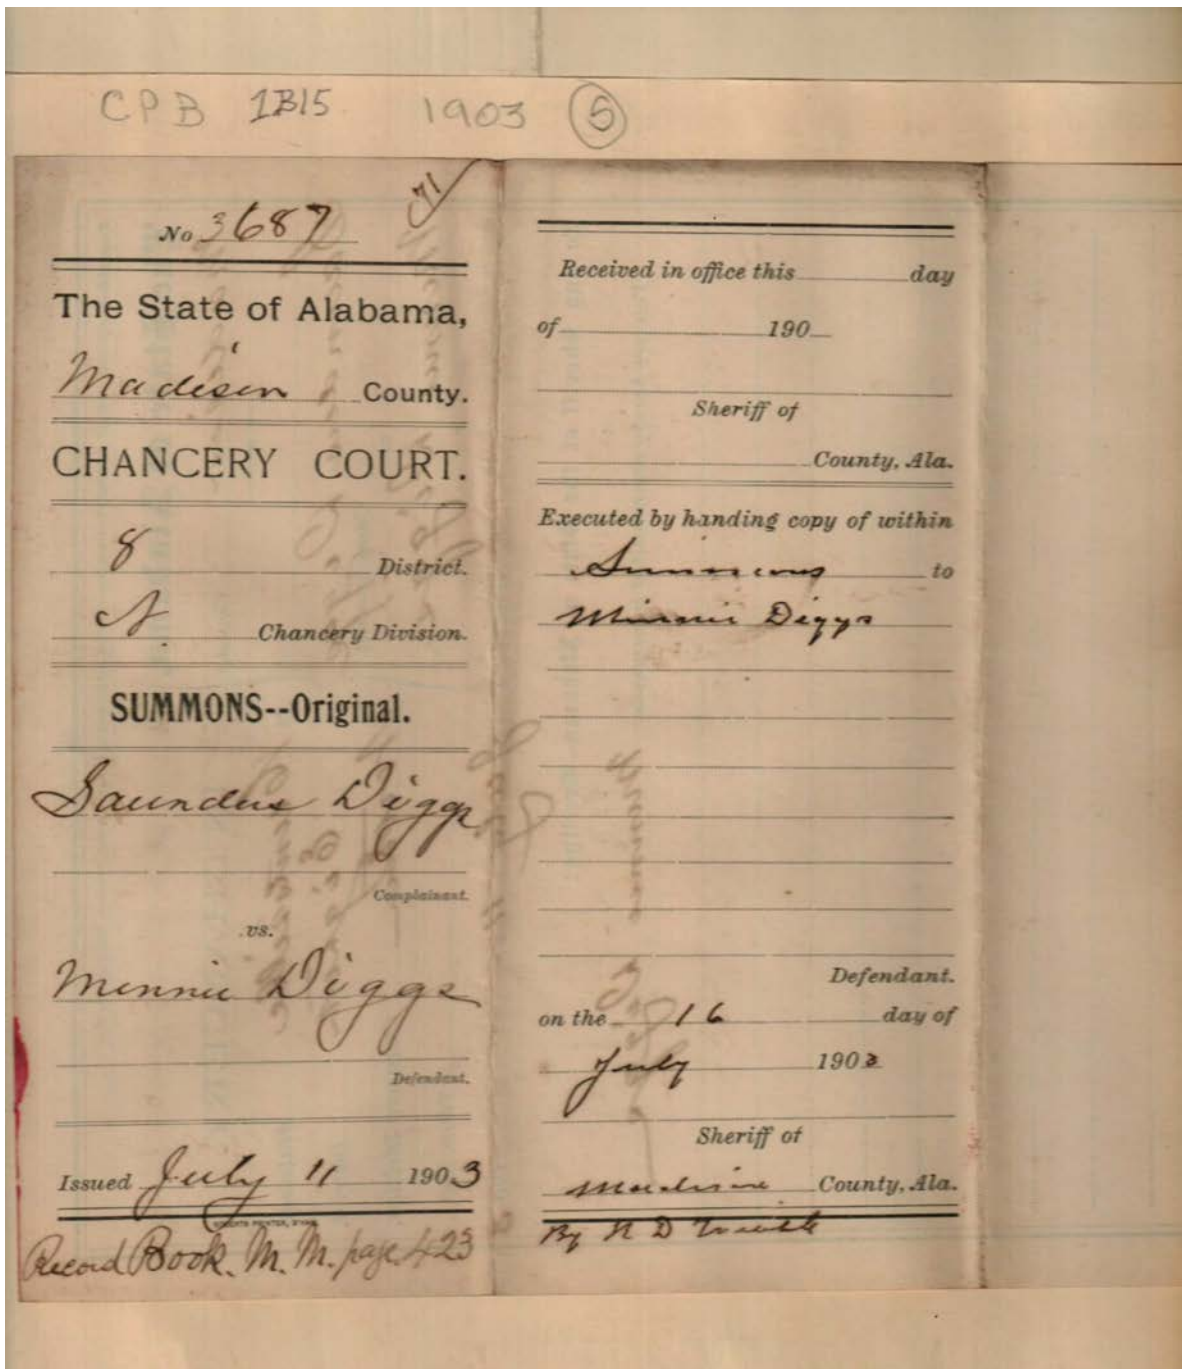 CPB 1B15 1903 5
71
No 3687
The State of Alabama,
Madison County.
CHANCERY COURT.
8 District.
N. Chancery Division.
SUMMONS--Original.
Saunders Diggs
Complainant.
vs.
Minnie Diggs
Defendant.
Issued July 11 1903
Record Book. M. M. page 423
Received in office this day
of 190
Sheriff of
County, Ala.
Executed by handing copy of within
Summons to
Minnie Diggs
Defendant.
on the 16 day of
July 1903
Sheriff of
Madison County, Ala.
By N D